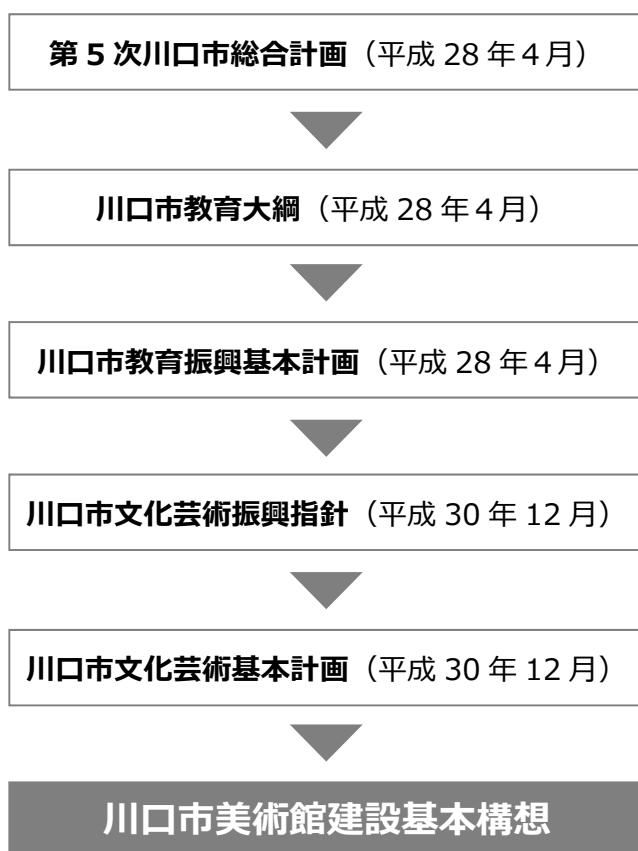 第 5 次川口市総合計画（平成 28 年４月）
川口市教育大綱（平成 28 年４月）
川口市教育振興基本計画（平成 28 年４月）
川口市文化芸術振興指針（平成 30 年 12 月）
川口市文化芸術基本計画（平成 30 年 12 月）
川口市美術館建設基本構想